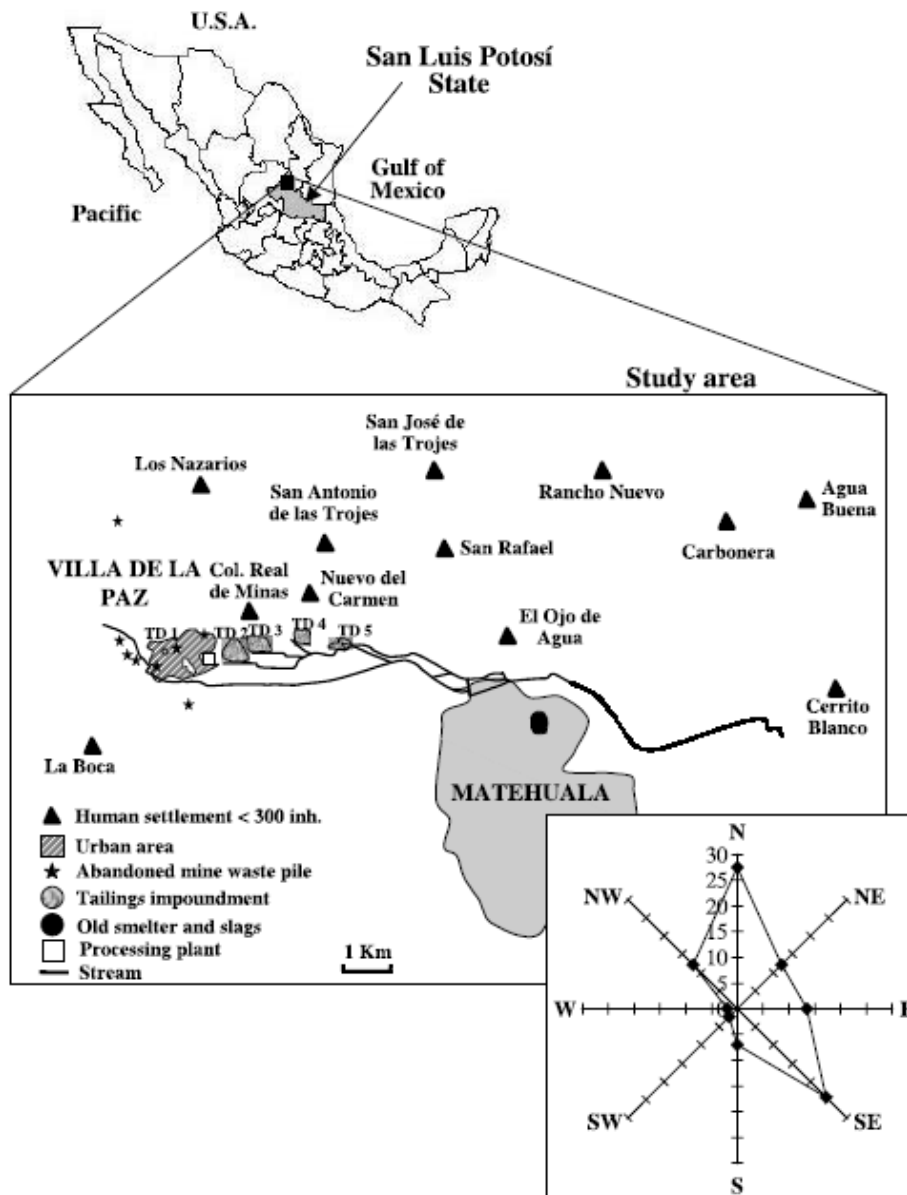 U.S.A.
San Luis Potosí
State
Gulf of
Mexico
Pacific
Study area
San José de
las Trojes
Los Nazarios
Rancho Nuevo
Agua
Buena
San Antonio
de las Trojes
Carbonera
San Rafael
VILLA DE LA
PAZ
Col. Real
de Minas
Nuevo del
Carmen
El Ojo de
Agua
TD 1
TD 2
TD 3
TD 4
TD 5
Cerrito
Blanco
La Boca
MATEHUALA
Human settlement < 300 inh.
Urban area
Abandoned mine waste pile
Tailings impoundment
Old smelter and slags
Processing plant
Stream
1 Km
N
30
25
20
15
10
5
NW
NE
W
E
SW
SE
S